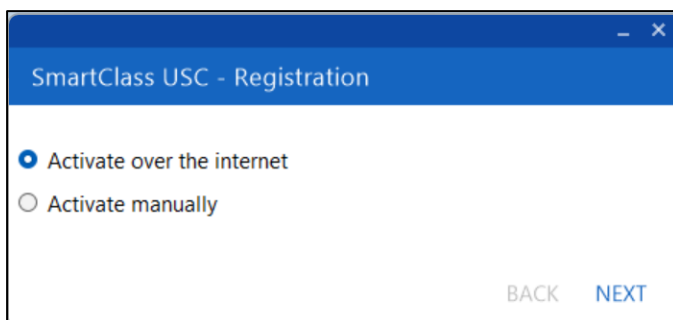 SmartClass USC - Registration
Activate over the internet
Activate manually
BACK NEXT